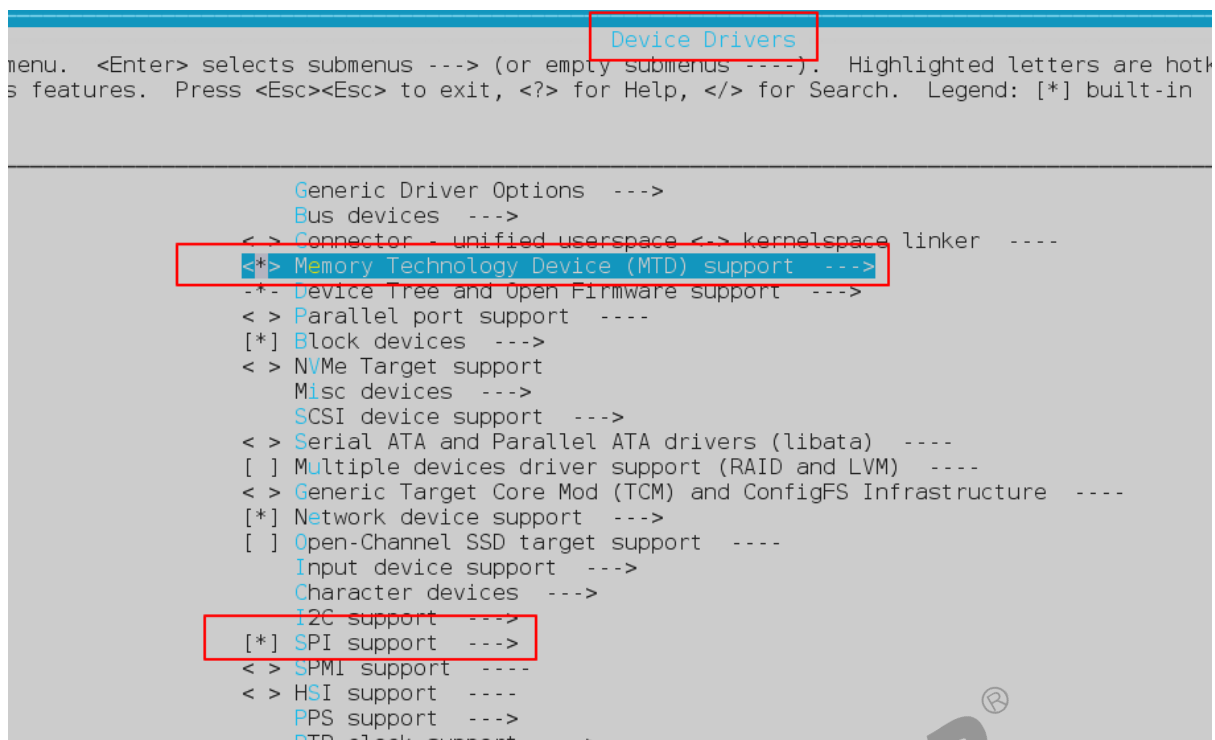 Device Drivers
menu.  <Enter> selects submenus ---> (or empty submenus ----).  Highlighted letters are hotk
s features.  Press <Esc><Esc> to exit, <?> for Help, </> for Search.  Legend: [*] built-in
Generic Driver Options  --->
Bus devices  --->
< > Connector - unified userspace <-> kernelspace linker  ----
<*> Memory Technology Device (MTD) support  --->
-*- Device Tree and Open Firmware support  --->
< > Parallel port support  ----
[*] Block devices  --->
< > NVMe Target support
Misc devices  --->
SCSI device support  --->
< > Serial ATA and Parallel ATA drivers (libata)  ----
[ ] Multiple devices driver support (RAID and LVM)  ----
< > Generic Target Core Mod (TCM) and ConfigFS Infrastructure  ----
[*] Network device support  --->
[ ] Open-Channel SSD target support  ----
Input device support  --->
Character devices  --->
I2C support  --->
[*] SPI support  --->
< > SPMI support  ----
< > HSI support  ----
PPS support  --->
PTP clock support  --->
®